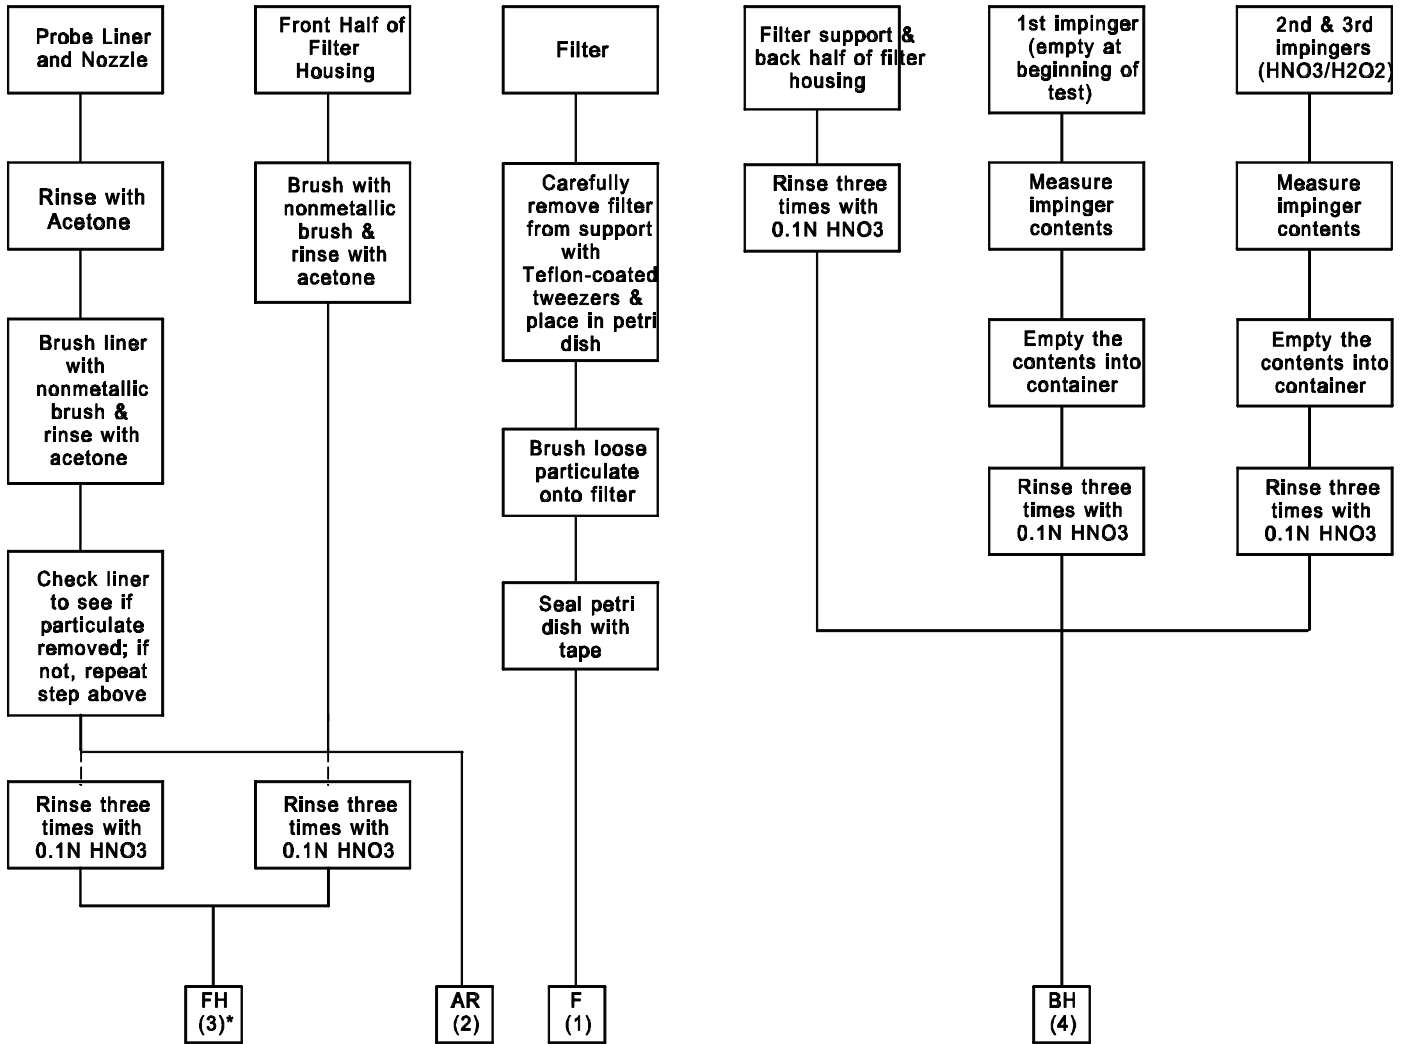 Probe Liner
and Nozzle
Rinse with
Acetone
Brush liner
with
nonmetallic
brush &
rinse with
acetone
Check liner
to see if
particulate
removed; if
not, repeat
step above
Rinse three
times with
0.1N HNO3
Front Half of
Filter
Housing
Brush with
nonmetallic
brush &
rinse with
acetone
Rinse three
times with
0.1N HNO3
FH
(3)*
AR
(2)
Filter
Carefully
remove filter
from support
with
Teflon-coated
tweezers &
place in petri
dish
Brush loose
particulate
onto filter
Seal petri
dish with
tape
F
(1)
Filter support &
back half of filter
housing
Rinse three
times with
0.1N HNO3
1st impinger
(empty at
beginning of
test)
Measure
impinger
contents
Empty the
contents into
container
Rinse three
times with
0.1N HNO3
2nd & 3rd
impingers
(HNO3/H2O2)
Measure
impinger
contents
Empty the
contents into
container
Rinse three
times with
0.1N HNO3
BH
(4)